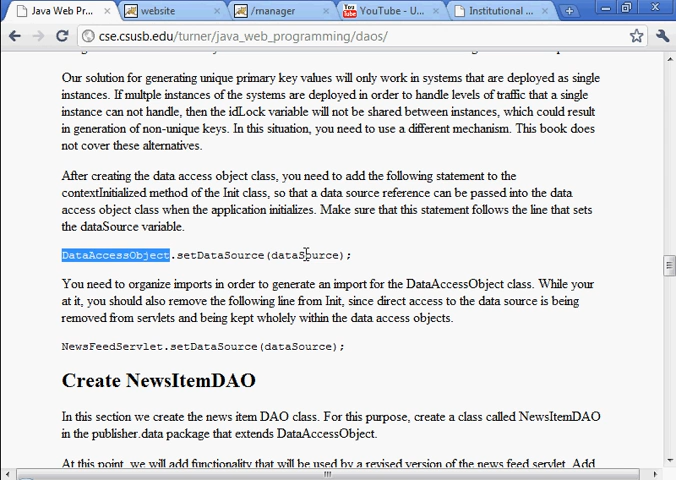 Java Web Pr...
website
/manager
YouTube - U...
Institutional ...
cse.csusb.edu/turner/java_web_programming/daos/
Our solution for generating unique primary key values will only work in systems that are deployed as single
instances. If multple instances of the systems are deployed in order to handle levels of traffic that a single
instance can not handle, then the idLock variable will not be shared between instances, which could result
in generation of non-unique keys. In this situation, you need to use a different mechanism. This book does
not cover these alternatives.
After creating the data access object class, you need to add the following statement to the
contextInitialized method of the Init class, so that a data source reference can be passed into the data
access object class when the application initializes. Make sure that this statement follows the line that sets
the dataSource variable.
DataAccessObject.setDataSource(dataSource);
You need to organize imports in order to generate an import for the DataAccessObject class. While your
at it, you should also remove the following line from Init, since direct access to the data source is being
removed from servlets and being kept wholely within the data access objects.
NewsFeedServlet.setDataSource(dataSource);
Create NewsItemDAO
In this section we create the news item DAO class. For this purpose, create a class called NewsItemDAO
in the publisher.data package that extends DataAccessObject.
At this point, we will add functionality that will be used by a revised version of the news feed servlet. Add